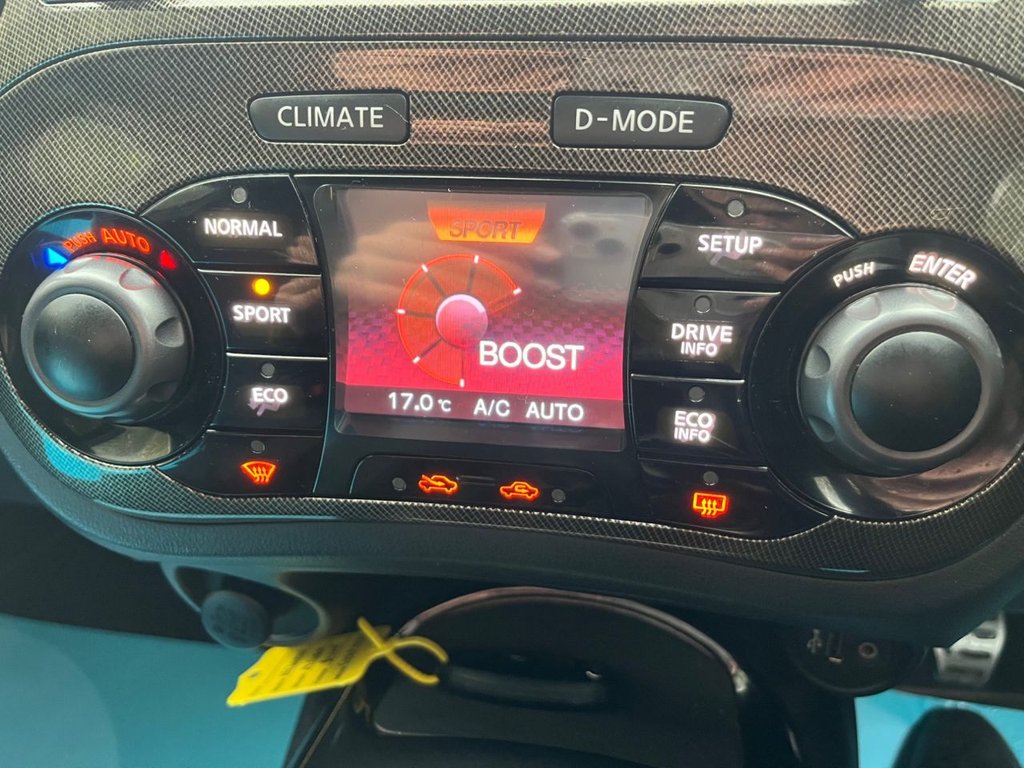 CLIMATE
D-MODE
PUSH AUTO
NORMAL
SPORT
ECO
SPORT
BOOST
17.0°C A/C AUTO
SETUP
DRIVE
INFO
ECO
INFO
PUSH ENTER